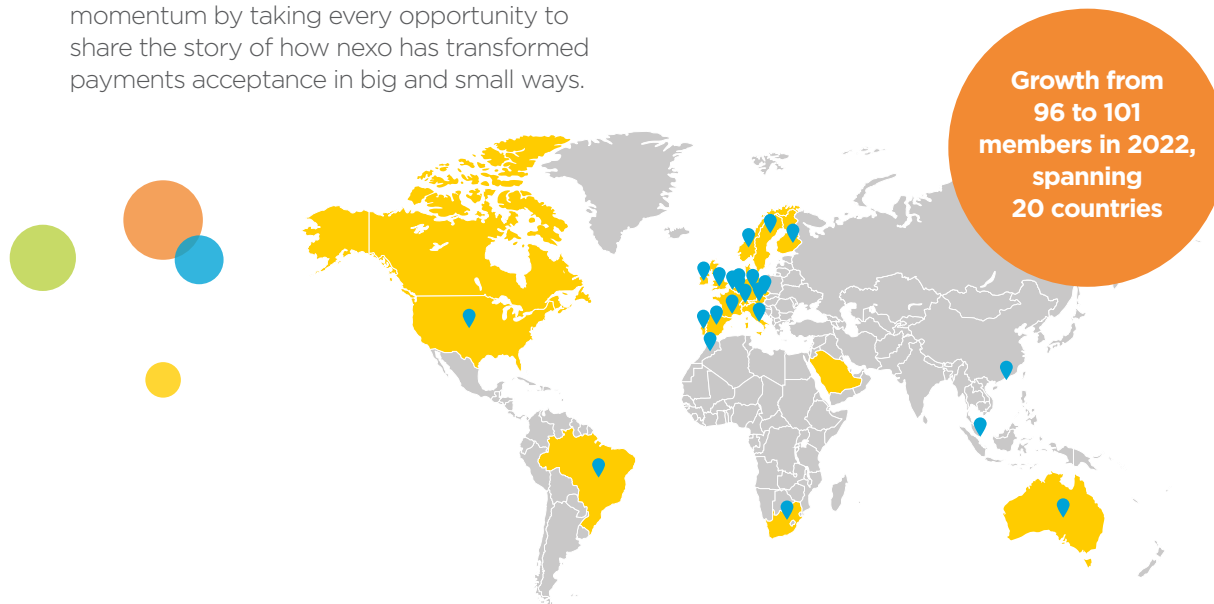 momentum by taking every opportunity to
share the story of how nexo has transformed
payments acceptance in big and small ways.
Growth from
96 to 101
members in 2022,
spanning
20 countries